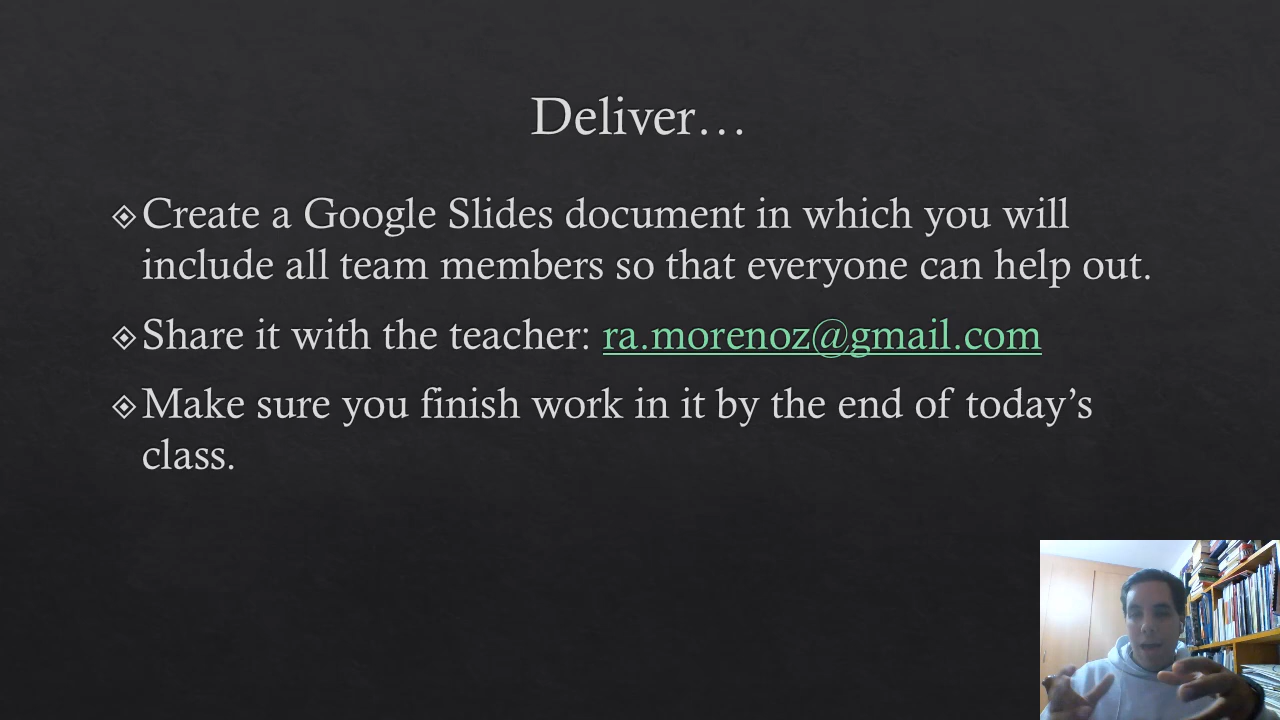 Deliver…
Create a Google Slides document in which you will
include all team members so that everyone can help out.
Share it with the teacher: ra.morenoz@gmail.com
Make sure you finish work in it by the end of today’s
class.